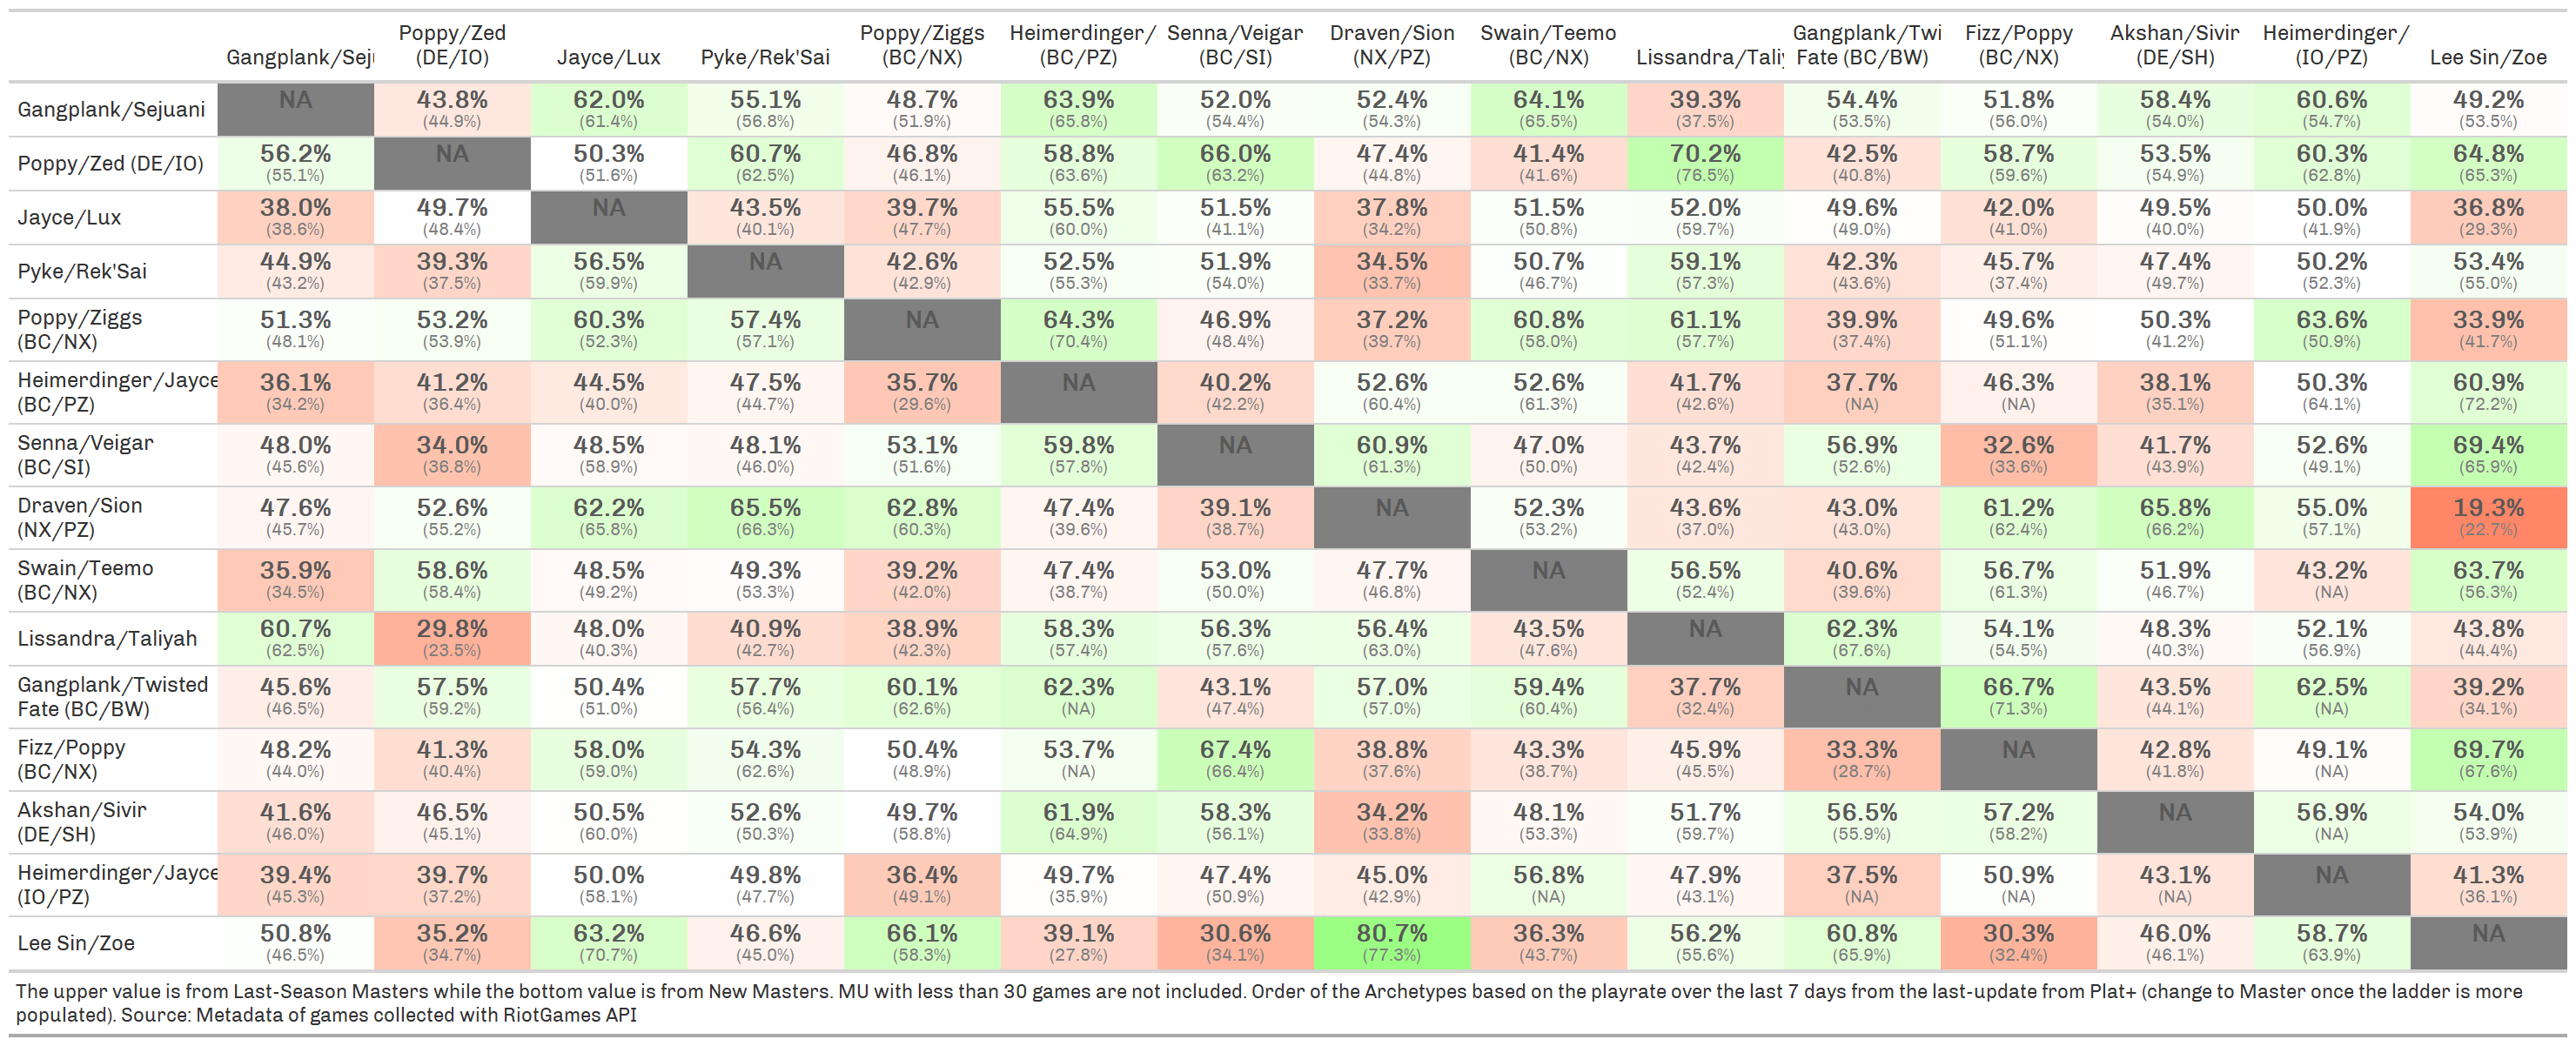 Gangplank/Seju Poppy/Zed (DE/IO) Jayce/Lux Pyke/Rek'Sai Poppy/Ziggs (BC/NX) Heimerdinger/ (BC/PZ) Senna/Veigar (BC/SI) Draven/Sion (NX/PZ) Swain/Teemo (BC/NX) Lissandra/Taliy Gangplank/Twi Fate (BC/BW) Fizz/Poppy (BC/NX) Akshan/Sivir (DE/SH) Heimerdinger/ (IO/PZ) Lee Sin/Zoe
Gangplank/Sejuani NA 43.8% 62.0% 55.1% 48.7% 63.9% 52.0% 52.4% 64.1% 39.3% 54.4% 51.8% 58.4% 60.6% 49.2%
(44.9%) (61.4%) (56.8%) (51.9%) (65.8%) (54.4%) (54.3%) (65.5%) (37.5%) (53.5%) (56.0%) (54.0%) (54.7%) (53.5%)
Poppy/Zed (DE/IO) 56.2% NA 50.3% 60.7% 46.8% 58.8% 66.0% 47.4% 41.4% 70.2% 42.5% 58.7% 53.5% 60.3% 64.8%
(55.1%) (51.6%) (62.5%) (46.1%) (63.6%) (63.2%) (44.8%) (41.6%) (76.5%) (40.8%) (59.6%) (54.9%) (62.8%) (65.3%)
Jayce/Lux 38.0% 49.7% NA 43.5% 39.7% 55.5% 51.5% 37.8% 51.5% 52.0% 49.6% 42.0% 49.5% 50.0% 36.8%
(38.6%) (48.4%) (40.1%) (47.7%) (60.0%) (41.1%) (34.2%) (50.8%) (59.7%) (49.0%) (41.0%) (40.0%) (41.9%) (29.3%)
Pyke/Rek'Sai 44.9% 39.3% 56.5% NA 42.6% 52.5% 51.9% 34.5% 50.7% 59.1% 42.3% 45.7% 47.4% 50.2% 53.4%
(43.2%) (37.5%) (59.9%) (42.9%) (55.3%) (54.0%) (33.7%) (46.7%) (57.3%) (43.6%) (37.4%) (49.7%) (52.3%) (55.0%)
Poppy/Ziggs 51.3% 53.2% 60.3% 57.4% NA 64.3% 46.9% 37.2% 60.8% 61.1% 39.9% 49.6% 50.3% 63.6% 33.9%
(BC/NX) (48.1%) (53.9%) (52.3%) (57.1%) (70.4%) (48.4%) (39.7%) (58.0%) (57.7%) (37.4%) (51.1%) (41.2%) (50.9%) (41.7%)
Heimerdinger/Jayce 36.1% 41.2% 44.5% 47.5% 35.7% NA 40.2% 52.6% 52.6% 41.7% 37.7% 46.3% 38.1% 50.3% 60.9%
(BC/PZ) (34.2%) (36.4%) (40.0%) (44.7%) (29.6%) (42.2%) (60.4%) (61.3%) (42.6%) (NA) (NA) (35.1%) (64.1%) (72.2%)
Senna/Veigar 48.0% 34.0% 48.5% 48.1% 53.1% 59.8% NA 60.9% 47.0% 43.7% 56.9% 32.6% 41.7% 52.6% 69.4%
(BC/SI) (45.6%) (36.8%) (58.9%) (46.0%) (51.6%) (57.8%) (61.3%) (50.0%) (42.4%) (52.6%) (33.6%) (43.9%) (49.1%) (65.9%)
Draven/Sion 47.6% 52.6% 62.2% 65.5% 62.8% 47.4% 39.1% NA 52.3% 43.6% 43.0% 61.2% 65.8% 55.0% 19.3%
(NX/PZ) (45.7%) (55.2%) (65.8%) (66.3%) (60.3%) (39.6%) (38.7%) (53.2%) (37.0%) (43.0%) (62.4%) (66.2%) (57.1%) (22.7%)
Swain/Teemo 35.9% 58.6% 48.5% 49.3% 39.2% 47.4% 53.0% 47.7% NA 56.5% 40.6% 56.7% 51.9% 43.2% 63.7%
(BC/NX) (34.5%) (58.4%) (49.2%) (53.3%) (42.0%) (38.7%) (50.0%) (46.8%) (52.4%) (39.6%) (61.3%) (46.7%) (NA) (56.3%)
Lissandra/Taliyah 60.7% 29.8% 48.0% 40.9% 38.9% 58.3% 56.3% 56.4% 43.5% NA 62.3% 54.1% 48.3% 52.1% 43.8%
(62.5%) (23.5%) (40.3%) (42.7%) (42.3%) (57.4%) (57.6%) (63.0%) (47.6%) (67.6%) (54.5%) (40.3%) (56.9%) (44.4%)
Gangplank/Twisted 45.6% 57.5% 50.4% 57.7% 60.1% 62.3% 43.1% 57.0% 59.4% 37.7% NA 66.7% 43.5% 62.5% 39.2%
Fate (BC/BW) (46.5%) (59.2%) (51.0%) (56.4%) (62.6%) (NA) (47.4%) (57.0%) (60.4%) (32.4%) (71.3%) (44.1%) (NA) (34.1%)
Fizz/Poppy 48.2% 41.3% 58.0% 54.3% 50.4% 53.7% 67.4% 38.8% 43.3% 45.9% 33.3% NA 42.8% 49.1% 69.7%
(BC/NX) (44.0%) (40.4%) (59.0%) (62.6%) (48.9%) (NA) (66.4%) (37.6%) (38.7%) (45.5%) (28.7%) (41.8%) (NA) (67.6%)
Akshan/Sivir 41.6% 46.5% 50.5% 52.6% 49.7% 61.9% 58.3% 34.2% 48.1% 51.7% 56.5% 57.2% NA 56.9% 54.0%
(DE/SH) (46.0%) (45.1%) (60.0%) (50.3%) (58.8%) (64.9%) (56.1%) (33.8%) (53.3%) (59.7%) (55.9%) (58.2%) (NA) (53.9%)
Heimerdinger/Jayce 39.4% 39.7% 50.0% 49.8% 36.4% 49.7% 47.4% 45.0% 56.8% 47.9% 37.5% 50.9% 43.1% NA 41.3%
(IO/PZ) (45.3%) (37.2%) (58.1%) (47.7%) (49.1%) (35.9%) (50.9%) (42.9%) (NA) (43.1%) (NA) (NA) (NA) (36.1%)
Lee Sin/Zoe 50.8% 35.2% 63.2% 46.6% 66.1% 39.1% 30.6% 80.7% 36.3% 56.2% 60.8% 30.3% 46.0% 58.7% NA
(46.5%) (34.7%) (70.7%) (45.0%) (58.3%) (27.8%) (34.1%) (77.3%) (43.7%) (55.6%) (65.9%) (32.4%) (46.1%) (63.9%)
The upper value is from Last-Season Masters while the bottom value is from New Masters. MU with less than 30 games are not included. Order of the Archetypes based on the playrate over the last 7 days from the last-update from Plat+ (change to Master once the ladder is more
populated). Source: Metadata of games collected with RiotGames API